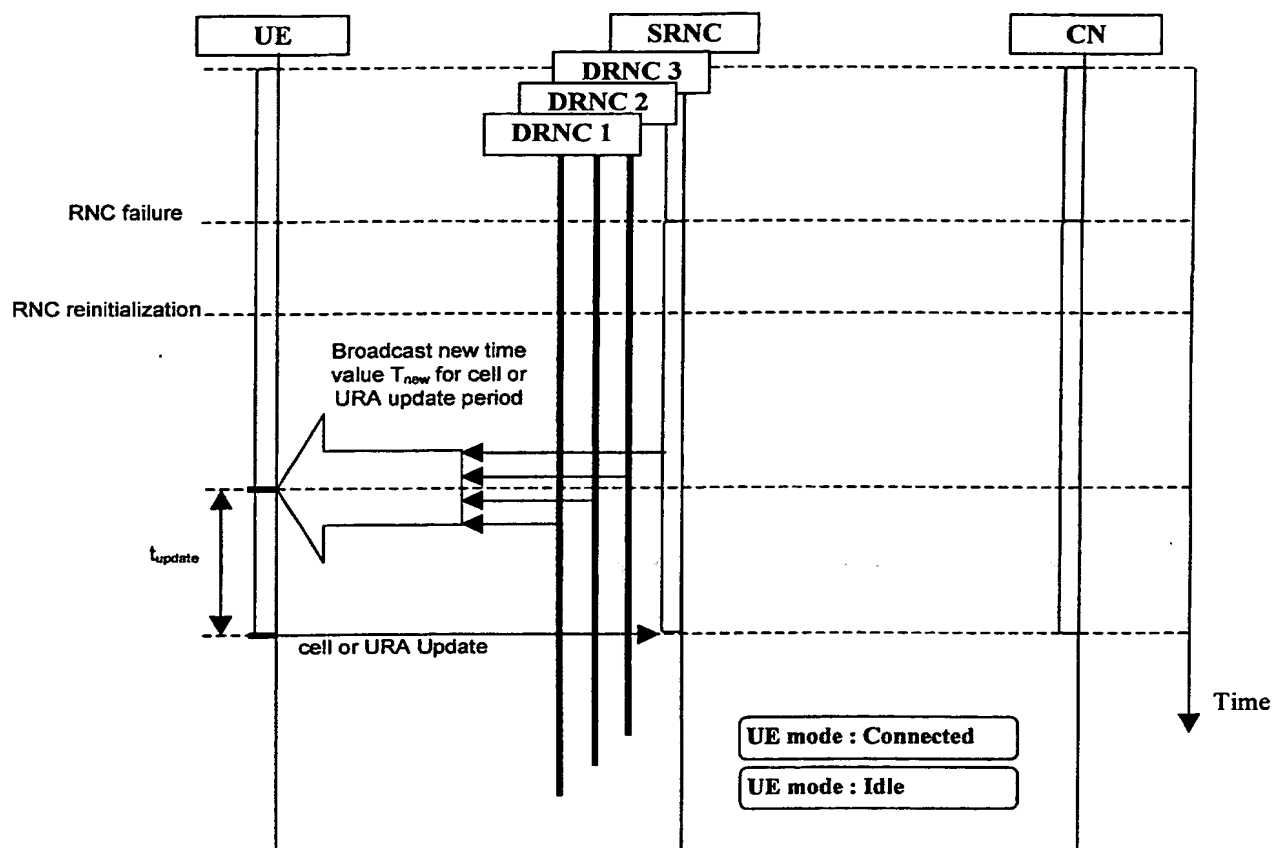 UE
SRNC
CN
DRNC 3
DRNC 2
DRNC 1
RNC failure
RNC reinitialization
Broadcast new time
value Tnew for cell or
URA update period
tupdate
cell or URA Update
Time
UE mode : Connected
UE mode : Idle